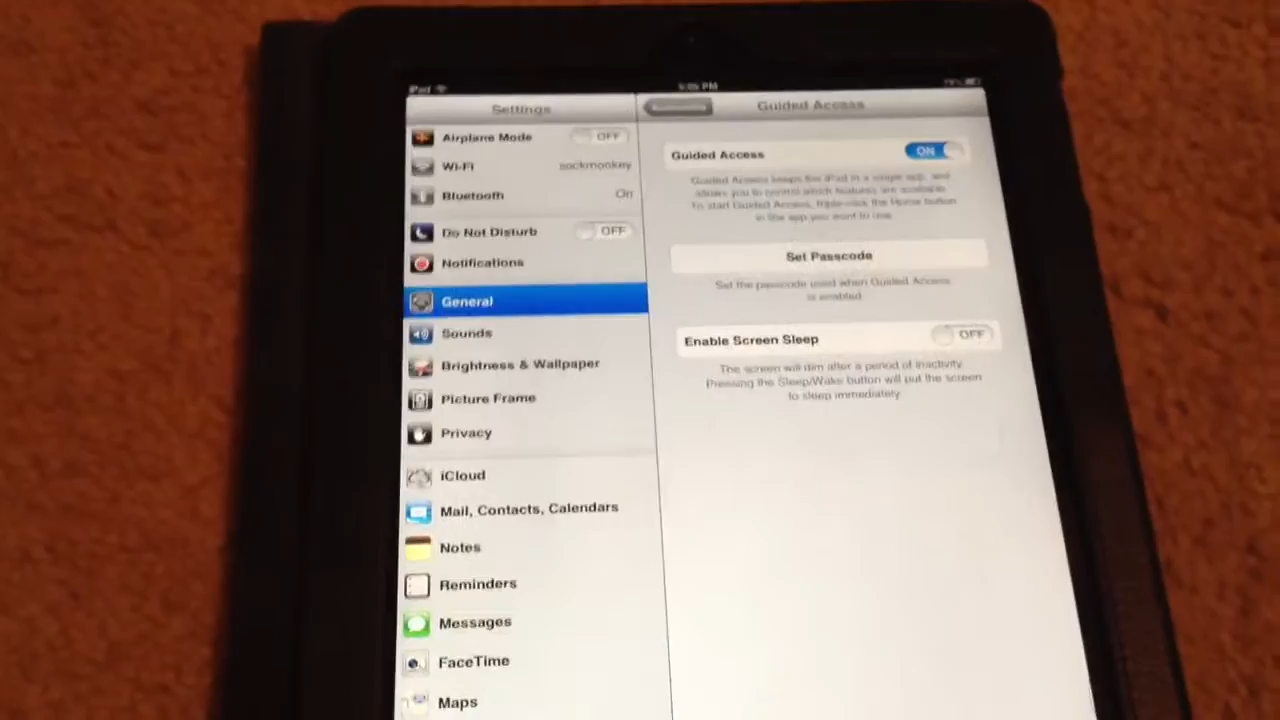 iPad
Settings
Guided Access
Airplane Mode OFF
Wi-Fi sockmonkey
Bluetooth On
Do Not Disturb OFF
Notifications
General
Sounds
Brightness & Wallpaper
Picture Frame
Privacy
iCloud
Mail, Contacts, Calendars
Notes
Reminders
Messages
FaceTime
Maps
Guided Access ON
Guided Access keeps the iPad in a single app, and
allows you to control which features are available.
To start Guided Access, triple-click the Home button
in the app you want to use.
Set Passcode
Set the passcode used when Guided Access
is enabled.
Enable Screen Sleep OFF
The screen will dim after a period of inactivity.
Pressing the Sleep/Wake button will put the screen
to sleep immediately.